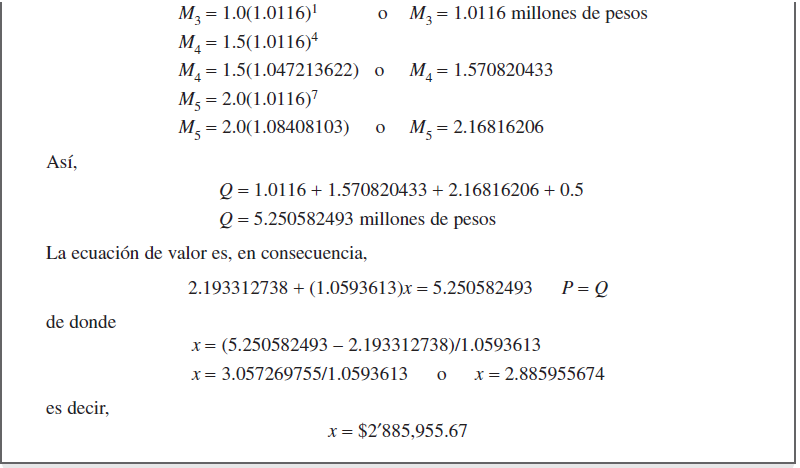 M₃ = 1.0(1.0116)¹ o M₃ = 1.0116 millones de pesos
M₄ = 1.5(1.0116)⁴
M₄ = 1.5(1.047213622) o M₄ = 1.570820433
M₅ = 2.0(1.0116)⁷
M₅ = 2.0(1.08408103) o M₅ = 2.16816206
Así,
Q = 1.0116 + 1.570820433 + 2.16816206 + 0.5
Q = 5.250582493 millones de pesos
La ecuación de valor es, en consecuencia,
2.193312738 + (1.0593613)x = 5.250582493 P = Q
de donde
x = (5.250582493 – 2.193312738)/1.0593613
x = 3.057269755/1.0593613 o x = 2.885955674
es decir,
x = $2′885,955.67